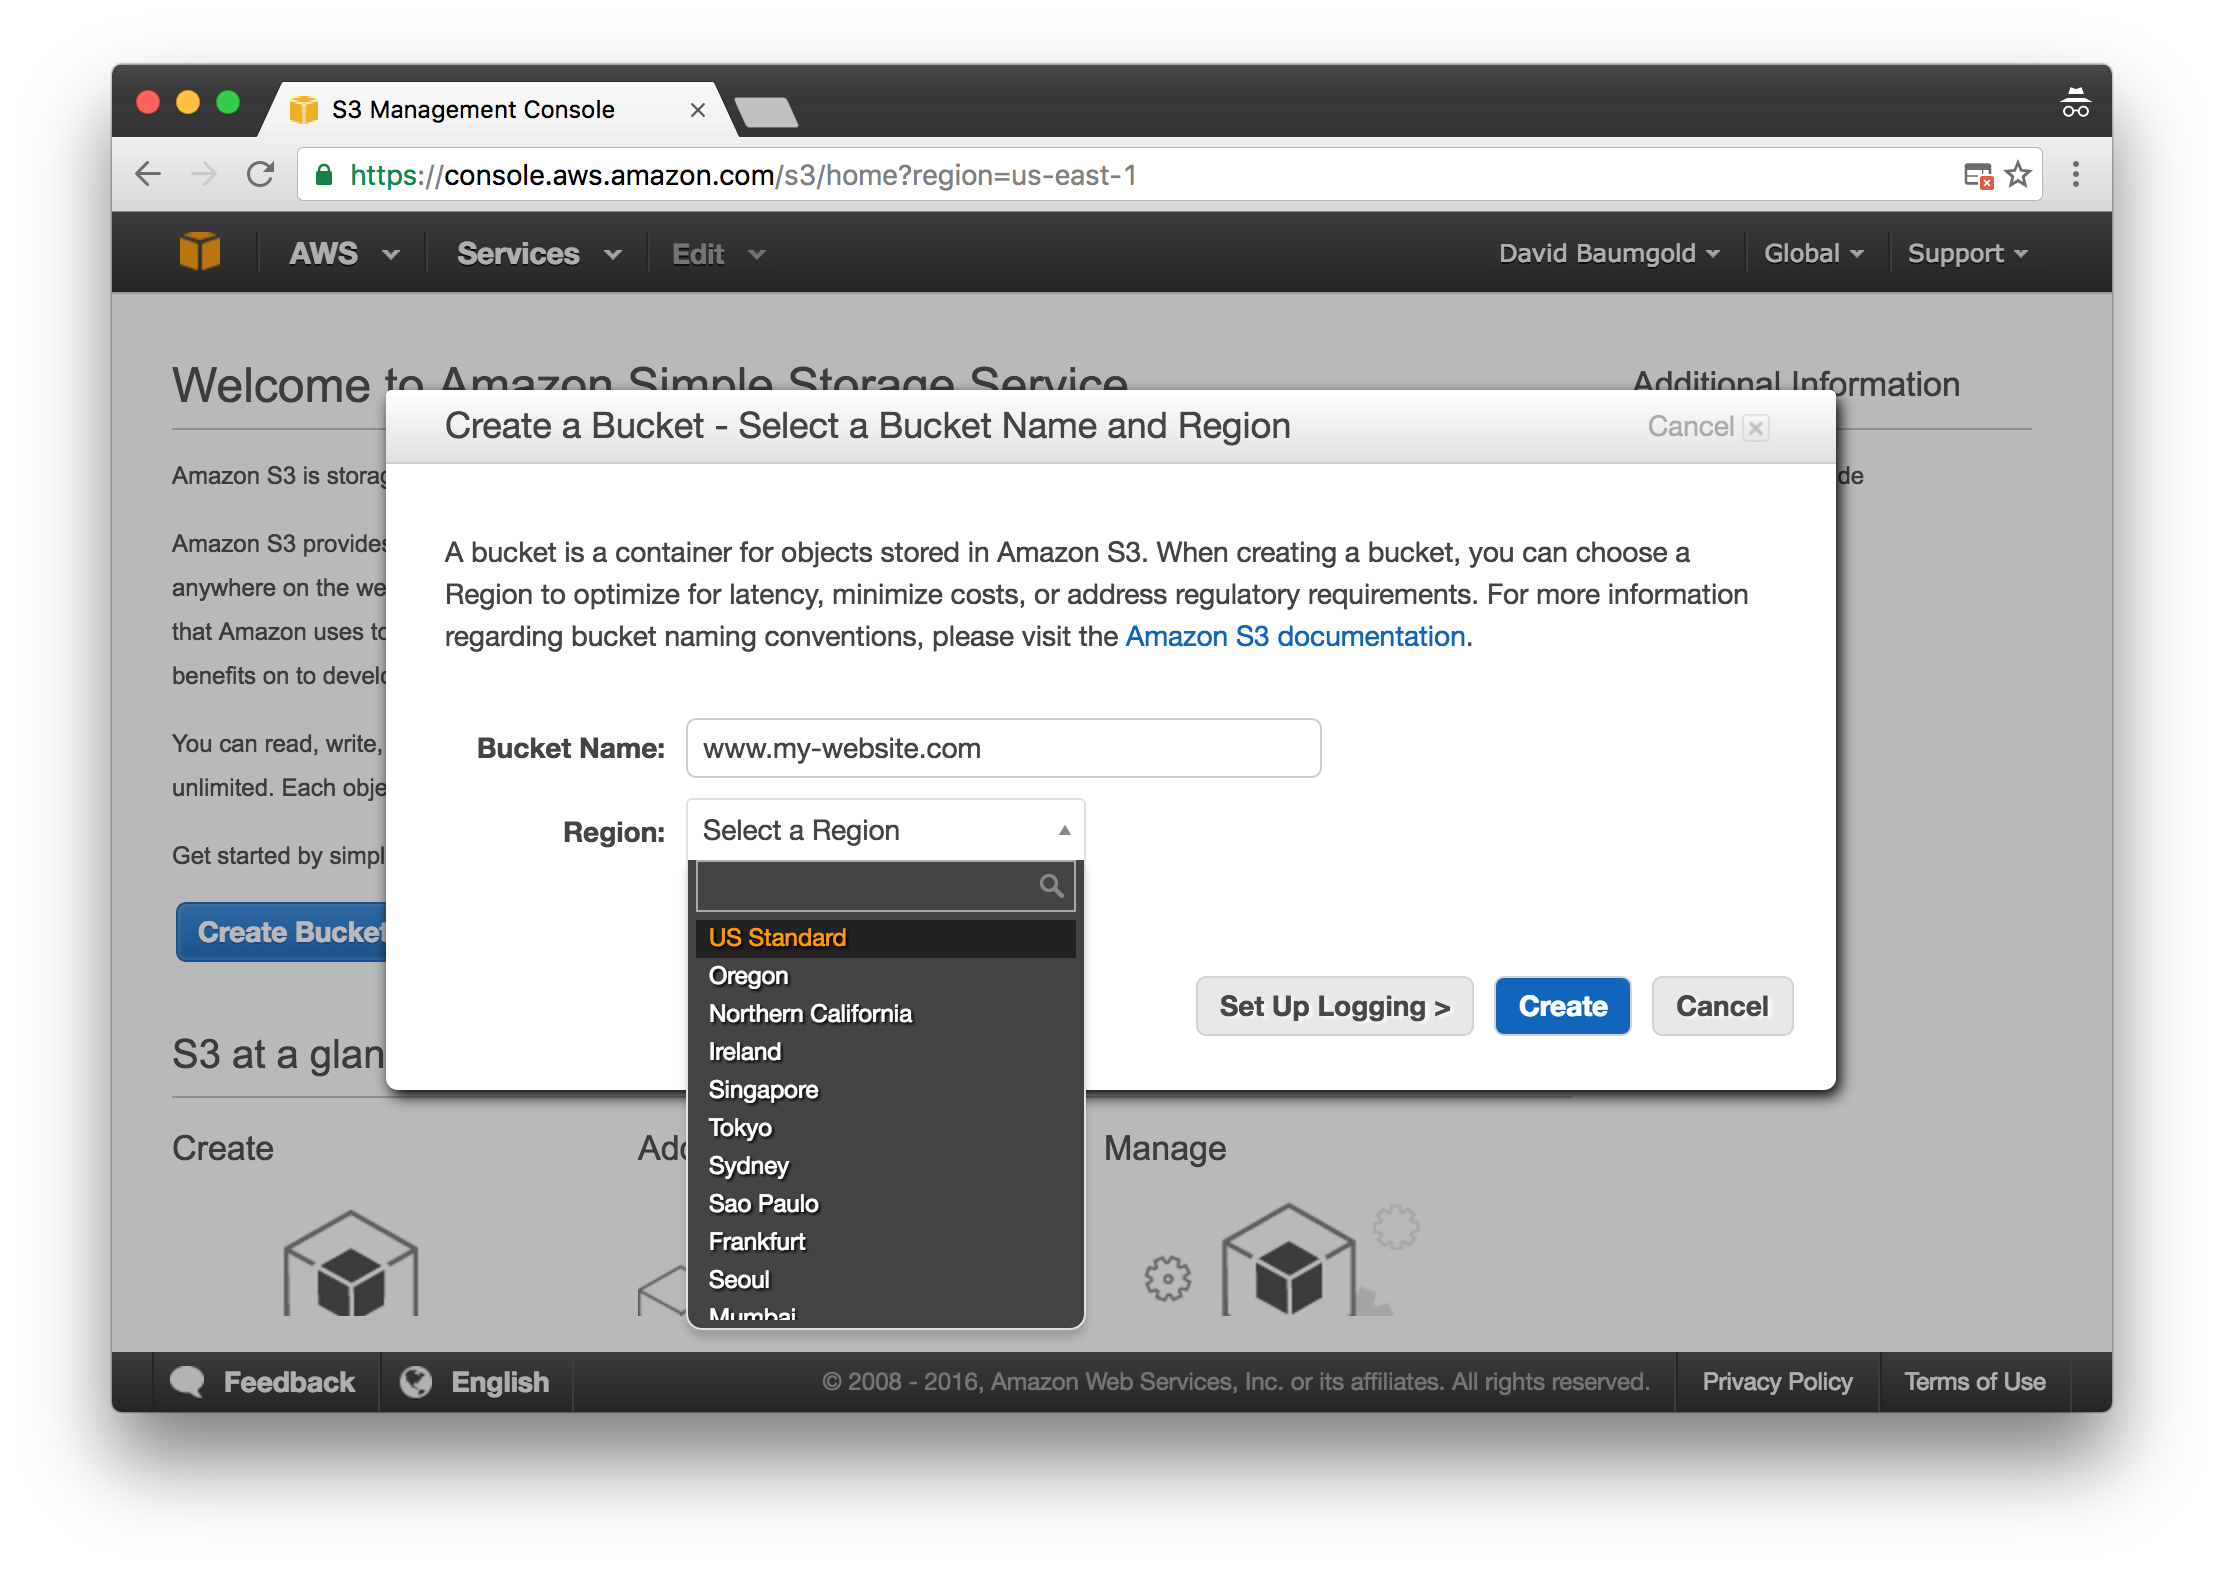 S3 Management Console
https://console.aws.amazon.com/s3/home?region=us-east-1
AWS
Services
Edit
David Baumgold
Global
Support
Welcome to Amazon Simple Storage Service
Additional Information
Create a Bucket - Select a Bucket Name and Region
Cancel
Amazon S3 is storag
de
A bucket is a container for objects stored in Amazon S3. When creating a bucket, you can choose a
Region to optimize for latency, minimize costs, or address regulatory requirements. For more information
regarding bucket naming conventions, please visit the Amazon S3 documentation.
Amazon S3 provides
anywhere on the we
that Amazon uses to
benefits on to develo
You can read, write,
unlimited. Each obje
Get started by simpl
Create Bucket
Bucket Name:
www.my-website.com
Region:
Select a Region
US Standard
Oregon
Northern California
Ireland
Singapore
Tokyo
Sydney
Sao Paulo
Frankfurt
Seoul
Mumbai
Set Up Logging >
Create
Cancel
S3 at a glan
Create
Add
Manage
Feedback
English
© 2008 - 2016, Amazon Web Services, Inc. or its affiliates. All rights reserved.
Privacy Policy
Terms of Use